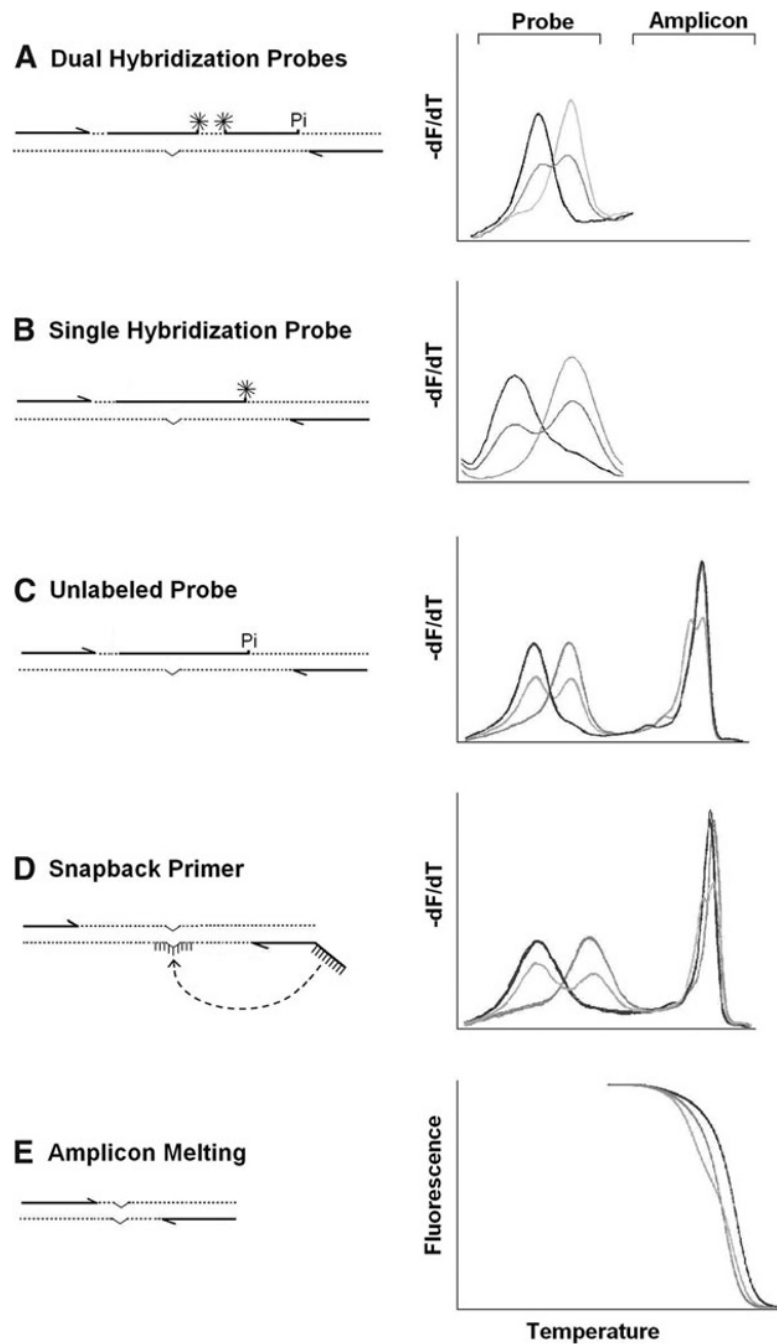 Probe Amplicon
A Dual Hybridization Probes
Pi
-dF/dT
B Single Hybridization Probe
-dF/dT
C Unlabeled Probe
Pi
-dF/dT
D Snapback Primer
-dF/dT
E Amplicon Melting
Fluorescence
Temperature